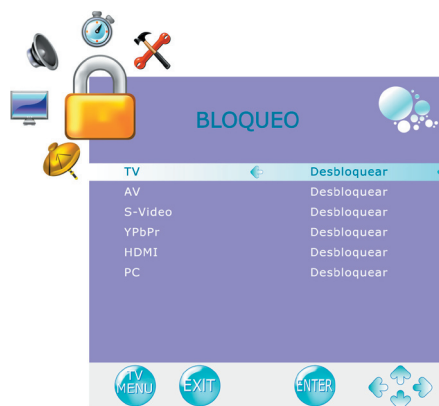 BLOQUEO
TV Desbloquear
AV Desbloquear
S-Video Desbloquear
YPbPr Desbloquear
HDMI Desbloquear
PC Desbloquear
TV
MENU EXIT ENTER